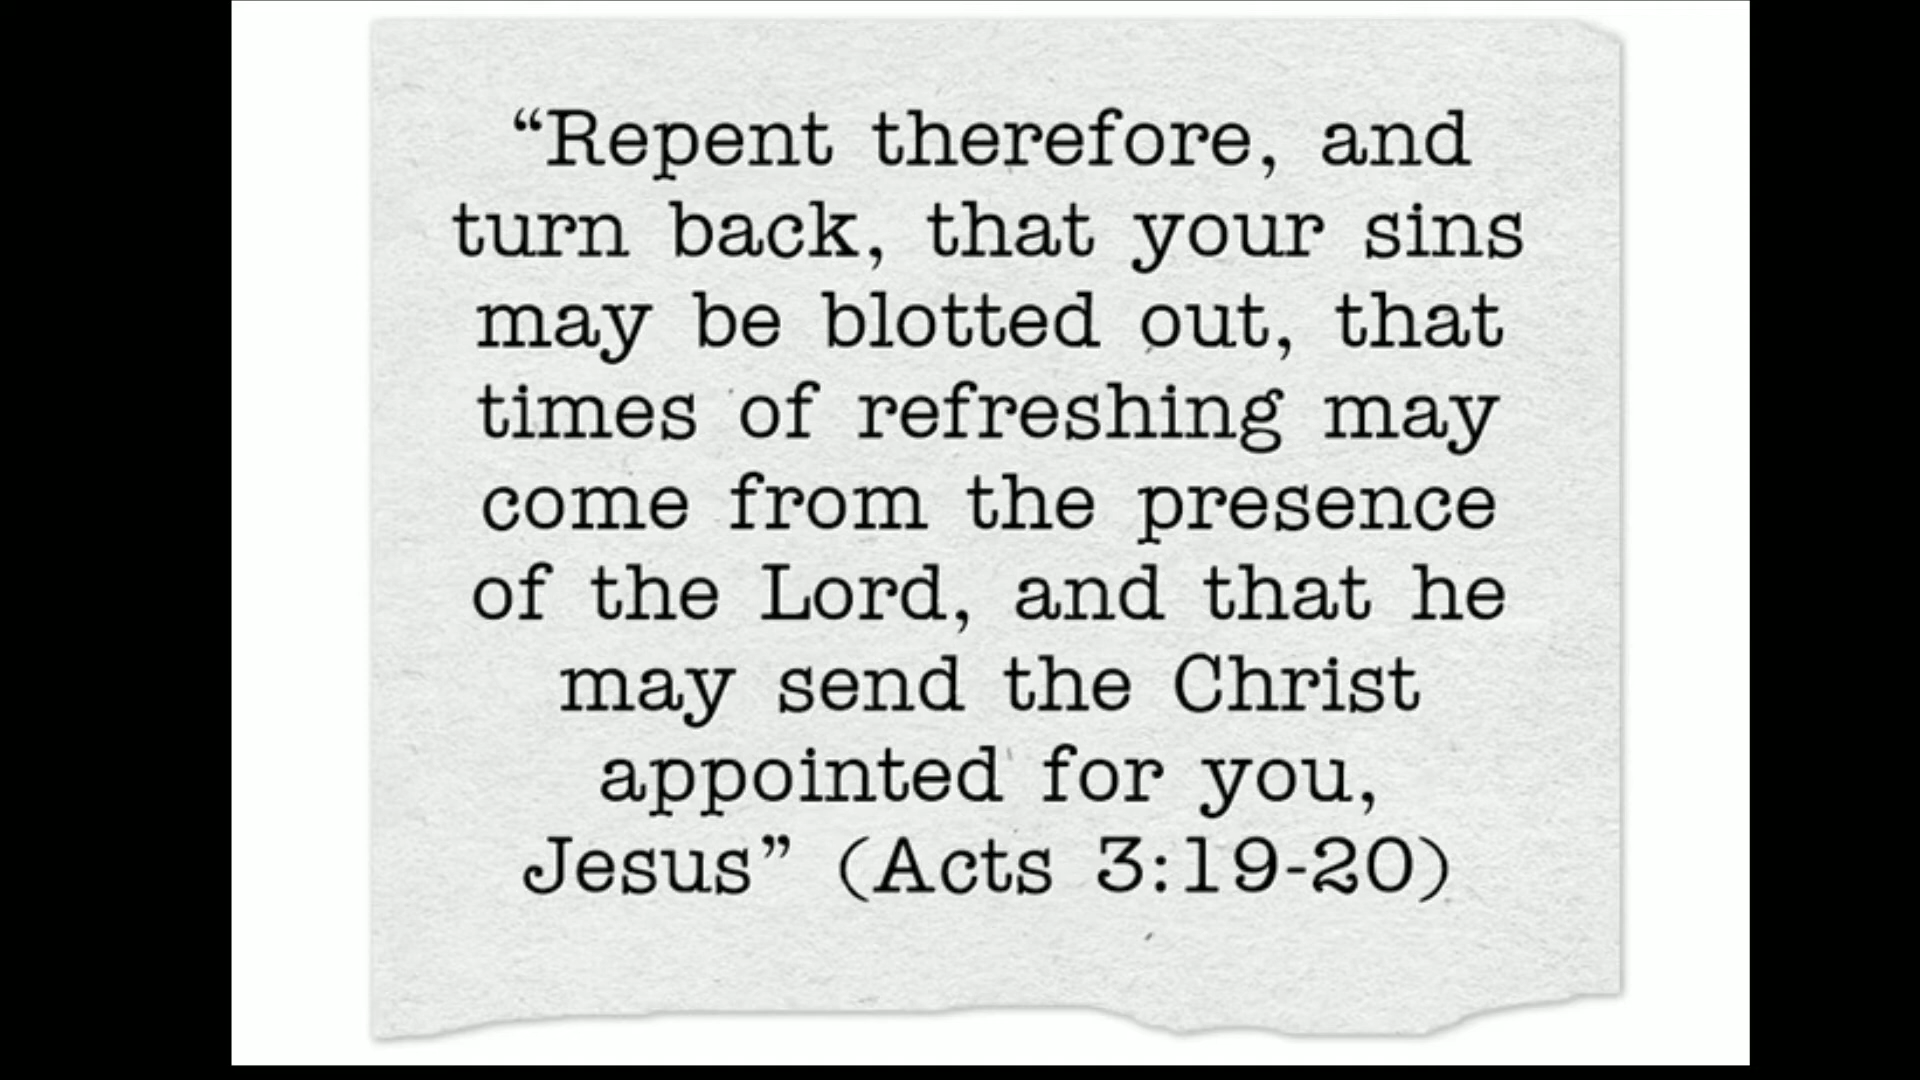 “Repent therefore, and
turn back, that your sins
may be blotted out, that
times of refreshing may
come from the presence
of the Lord, and that he
may send the Christ
appointed for you,
Jesus” (Acts 3:19-20)